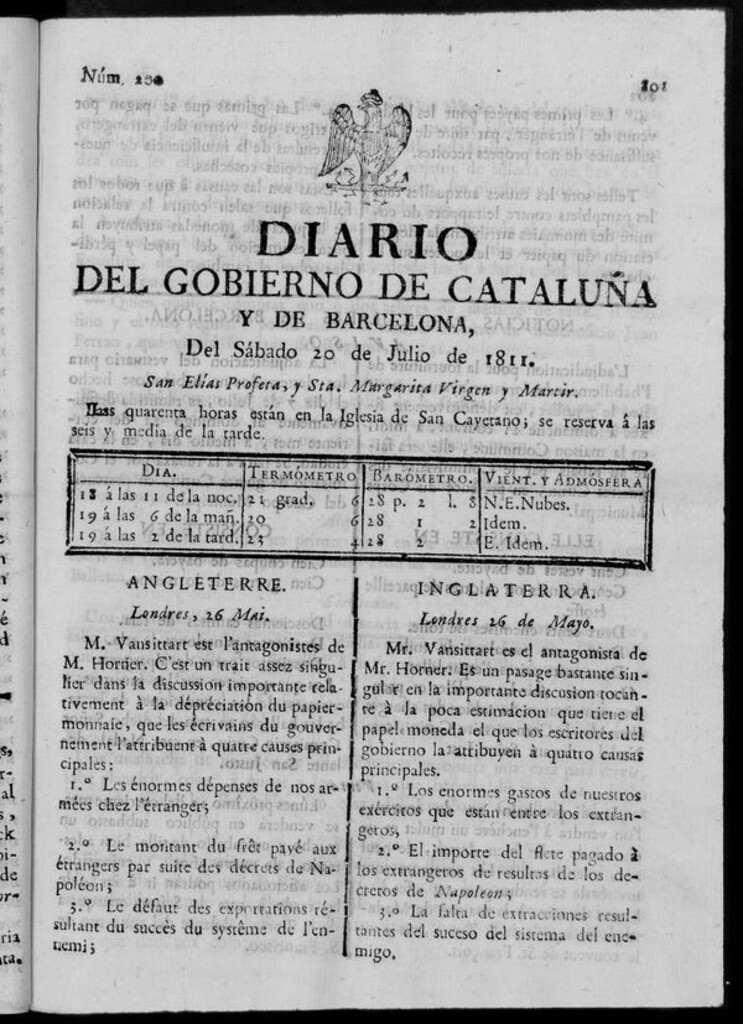 Núm.
801
DIARIO
DEL GOBIERNO DE CATALUÑA
Y DE BARCELONA,
Del Sábado 20 de Julio de 1811.
San Elías Profeta, y Sta. Margarita Virgen y Martir.
quarenta horas están en la Iglesia de San Cayetano; se reserva á las
seis y media de la tarde.
DIA. TERMÓMETRO BARÓMETRO. VIENT. Y ADMÓSFERA
18 á las 11 de la noc. 21 grad. 6 28 p. 2 l. 8 N.E.Nubes.
19 á las 6 de la mañ. 20 6 28 1 2 Idem.
19 á las 2 de la tard. 23 4 28 2 E. Idem.
ANGLETERRE.
Londres, 26 Mai.
M. Vansittart est l'antagonistes de
M. Horner. C'est un trait assez singu-
lier dans la discussion importante rela-
tivement à la dépréciation du papier-
monnaie, que les écrivains du gouver-
nement l'attribuent à quatre causes prin-
cipales:
1.º Les énormes dépenses de nos ar-
mées chez l'étranger;
2.º Le montant du frêt payé aux
étrangers par suite des décrets de Na-
poléon;
3.º Le défaut des exportations ré-
sultant du succès du systême de l'en-
nemi;
INGLATERRA.
Londres 26 de Mayo.
Mr. Vansittart es el antagonista de
Mr. Horner. Es un pasage bastante sin-
gular en la importante discusion tocan-
te á la poca estimacion que tiene el
papel moneda el que los escritores del
gobierno la atribuyen á quatro causas
principales.
1.º Los enormes gastos de nuestros
exércitos que están entre los extran-
geros;
2.º El importe del flete pagado à
los extrangeros de resultas de los de-
cretos de Napoleon;
3.º La falta de extracciones resul-
tantes del suceso del sistema del ene-
migo.